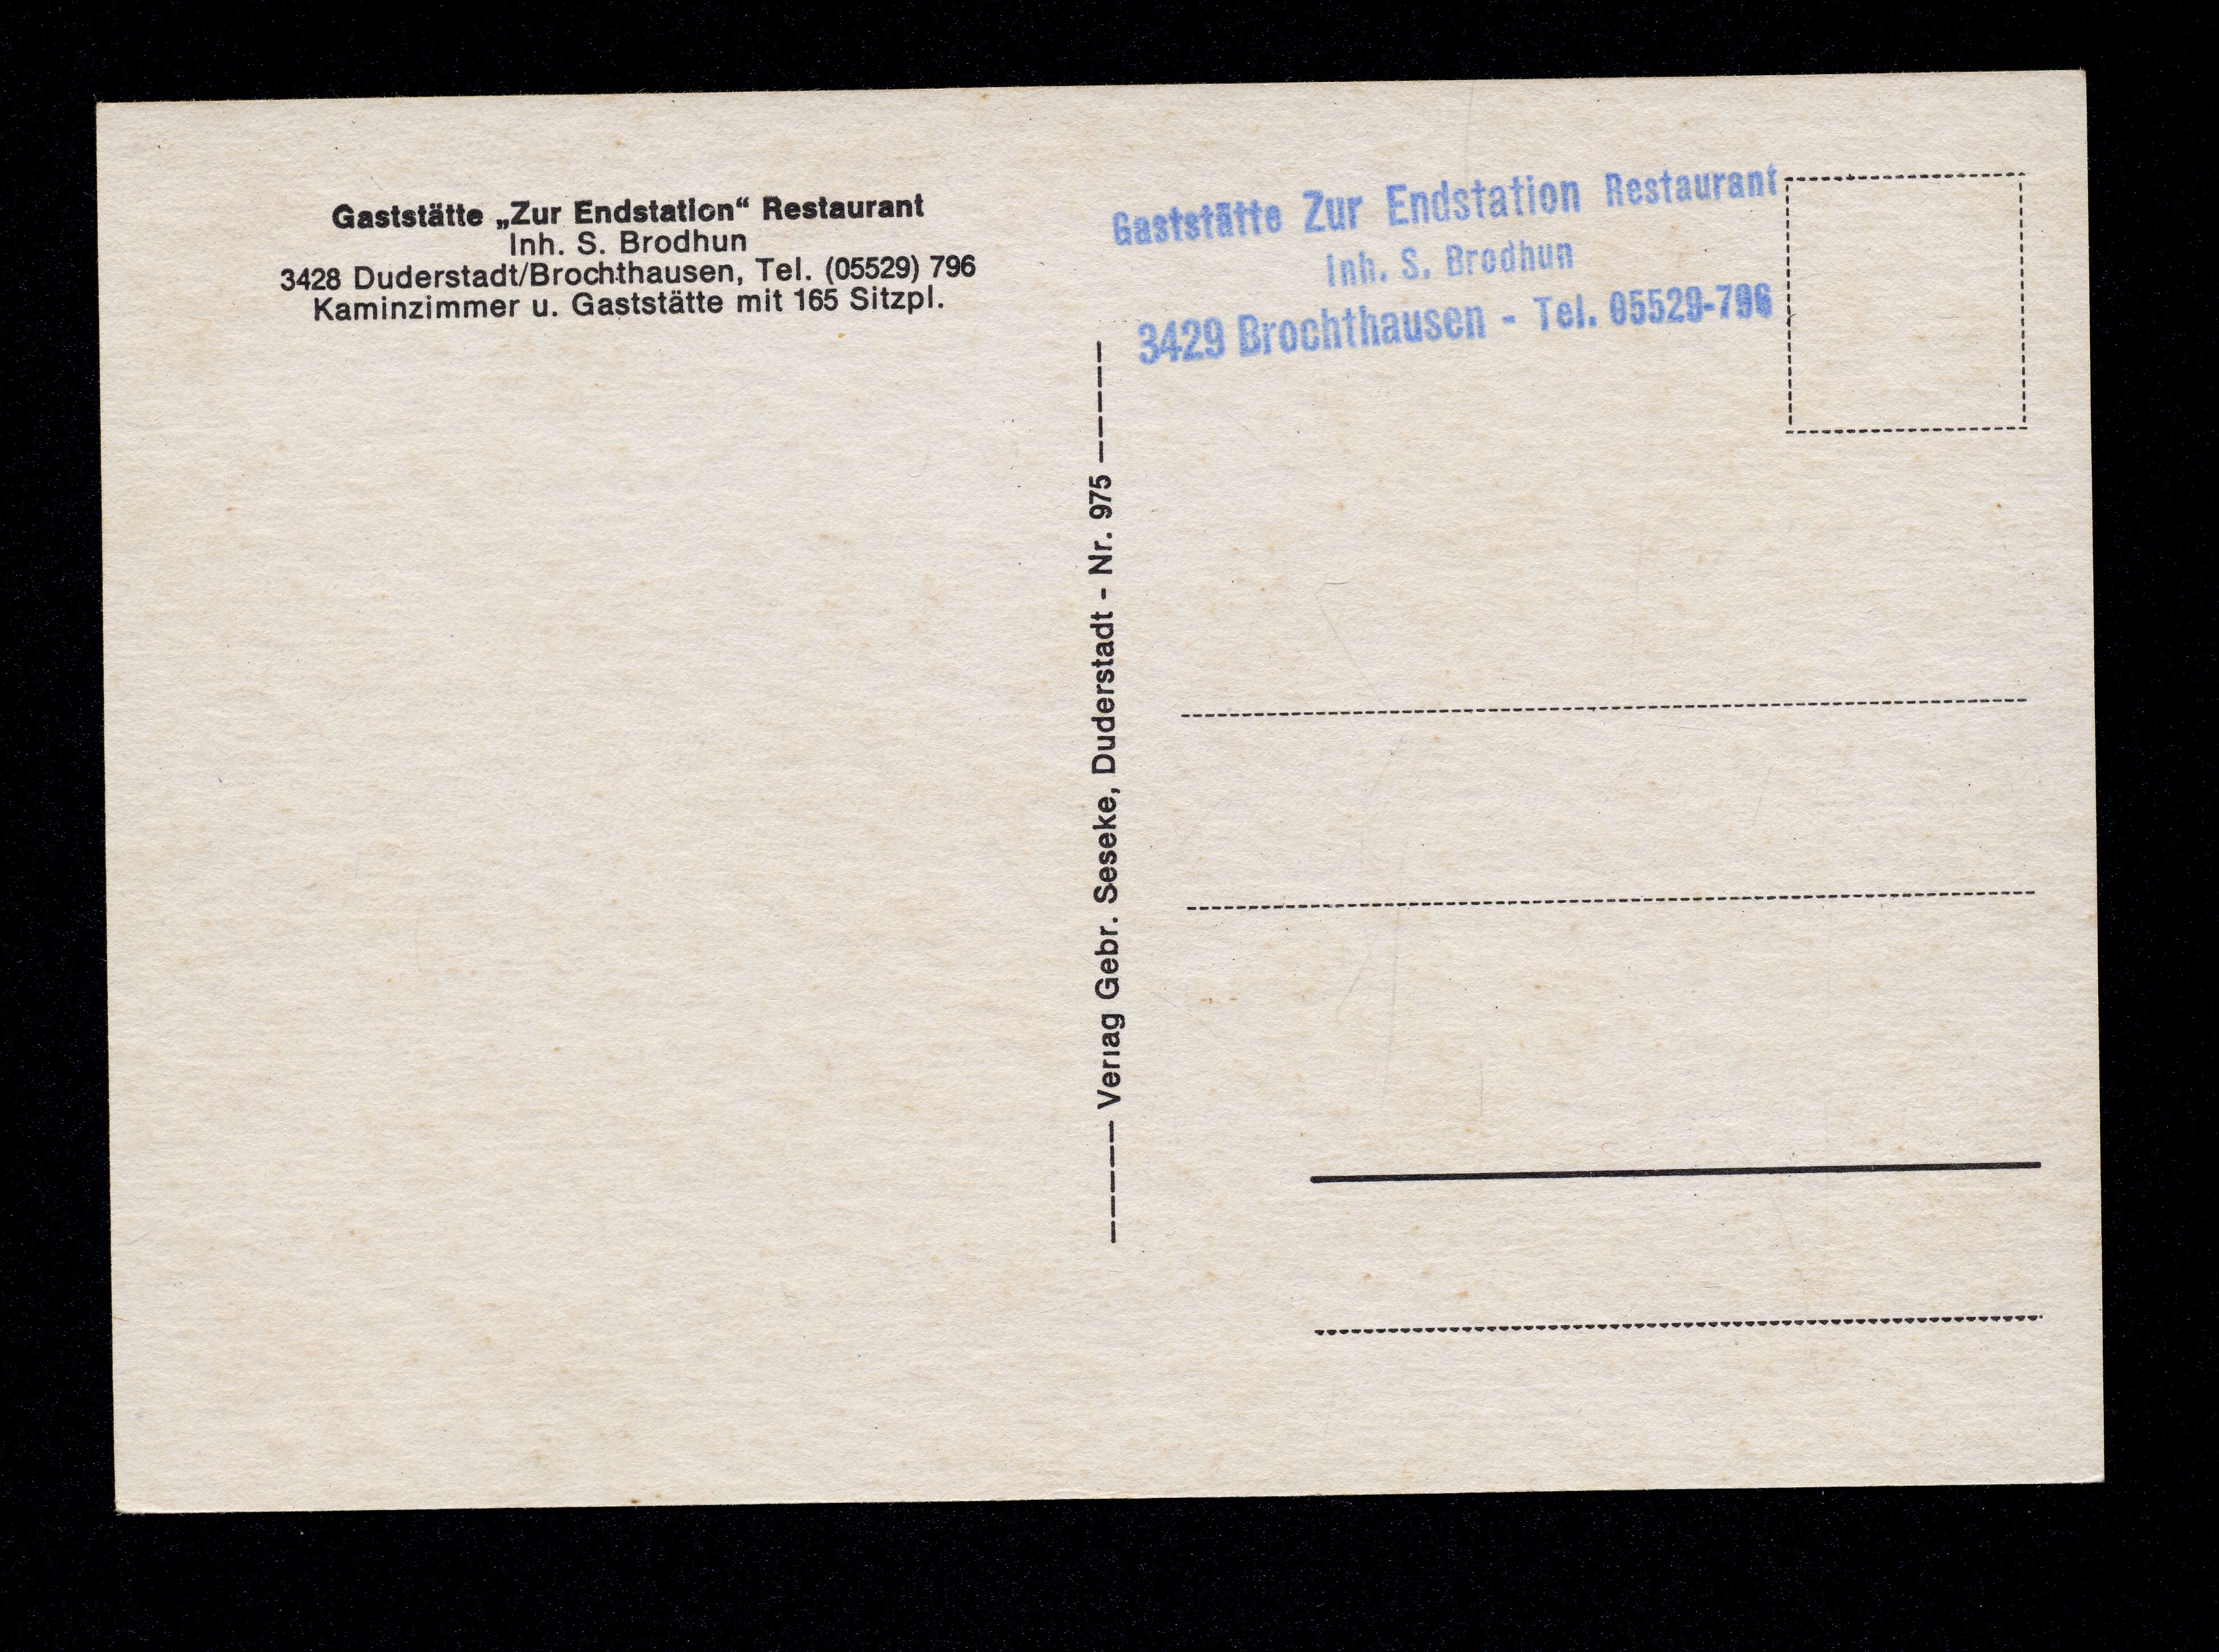 Gaststätte „Zur Endstation“ Restaurant
Inh. S. Brodhun
3428 Duderstadt/Brochthausen, Tel. (05529) 796
Kaminzimmer u. Gaststätte mit 165 Sitzpl.
Verlag Gebr. Seseke, Duderstadt - Nr. 975
Gaststätte Zur Endstation Restaurant
Inh. S. Brodhun
3429 Brochthausen - Tel. 05529-796